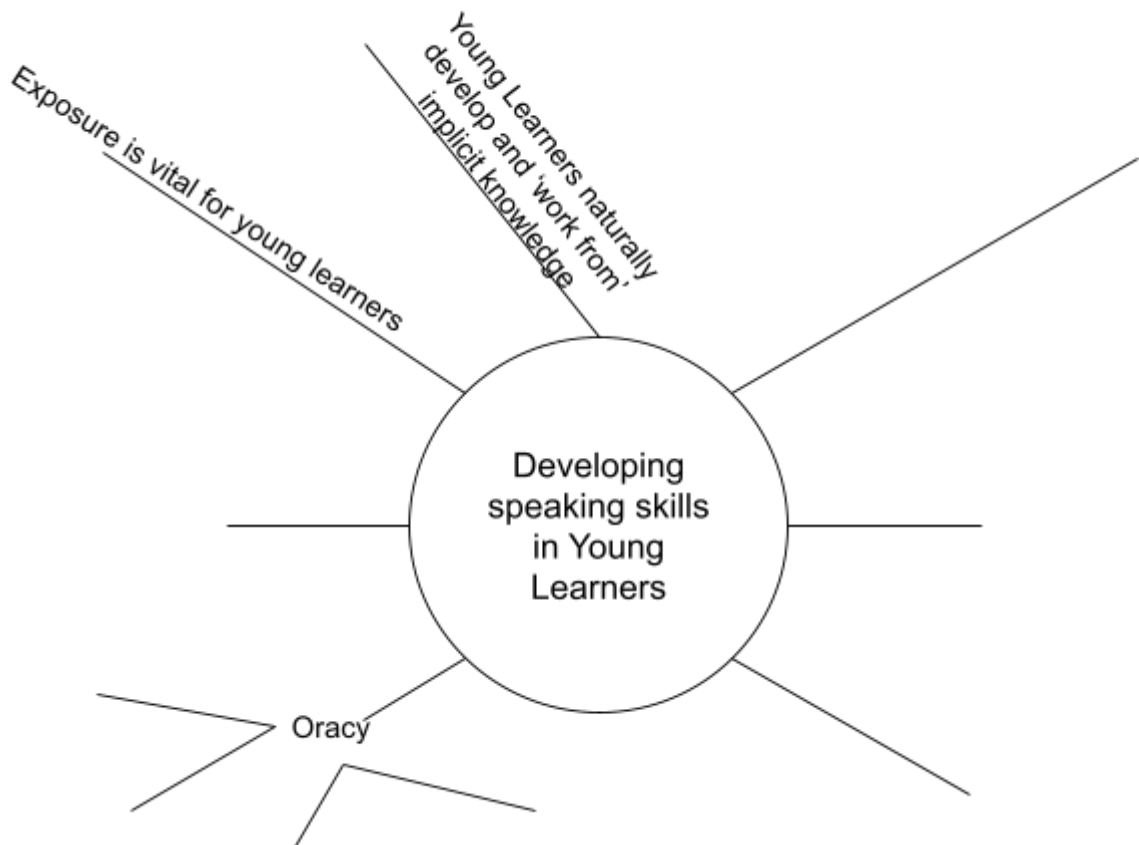 Young Learners naturally
develop and ‘work from’
implicit knowledge
Exposure is vital for young learners
Developing
speaking skills
in Young
Learners
Oracy